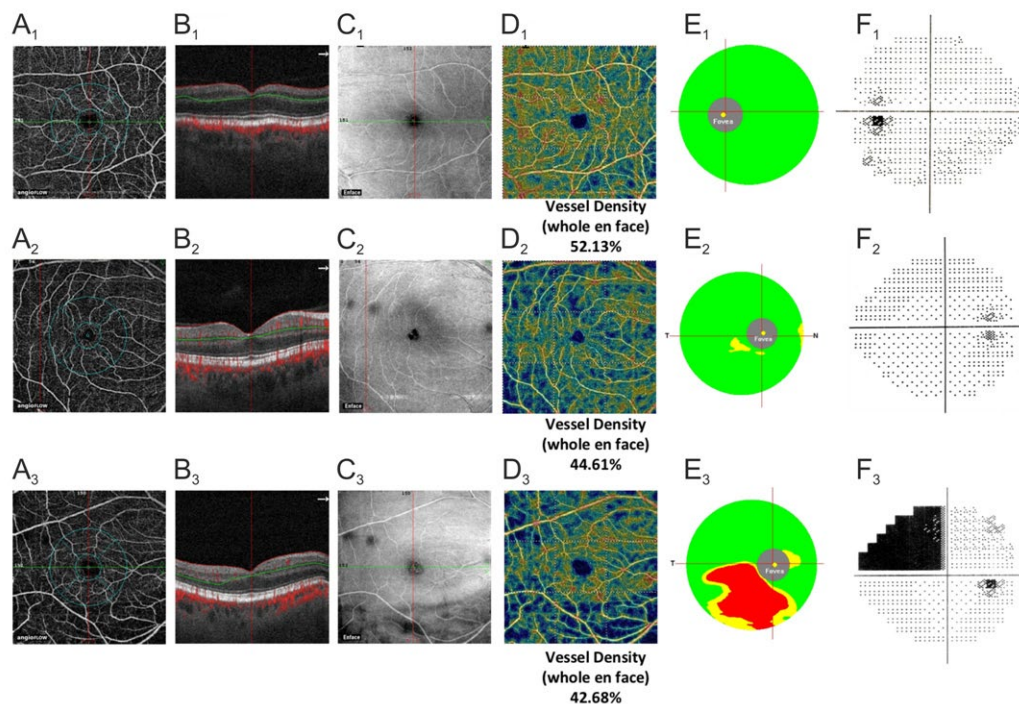 A1 B1 C1 D1 E1 F1
Fovea
angioFLOW
Enface
Vessel Density
(whole en face)
52.13%
A2 B2 C2 D2 E2 F2
T Fovea N
angioFLOW
Enface
Vessel Density
(whole en face)
44.61%
A3 B3 C3 D3 E3 F3
T Fovea
angioFLOW
Enface
Vessel Density
(whole en face)
42.68%